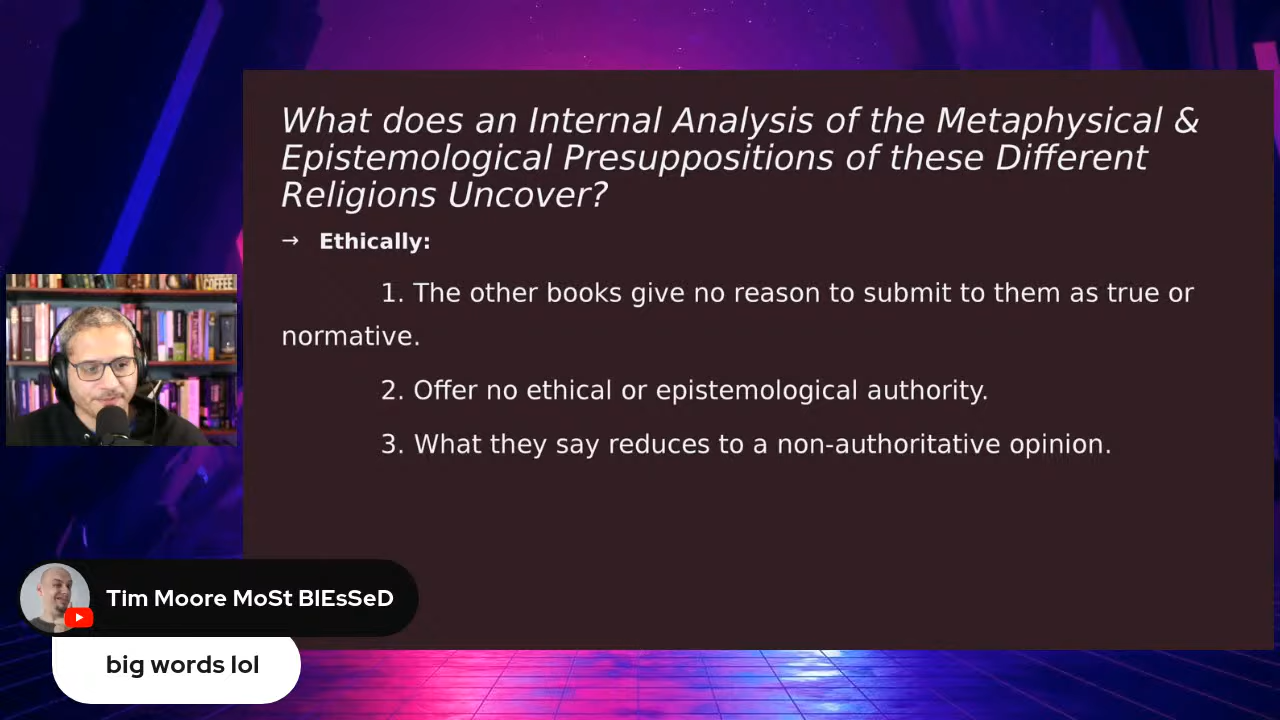 What does an Internal Analysis of the Metaphysical &
Epistemological Presuppositions of these Different
Religions Uncover?
→ Ethically:
1. The other books give no reason to submit to them as true or
normative.
2. Offer no ethical or epistemological authority.
3. What they say reduces to a non-authoritative opinion.
COFFEE
Tim Moore MoSt BlEsSeD
big words lol